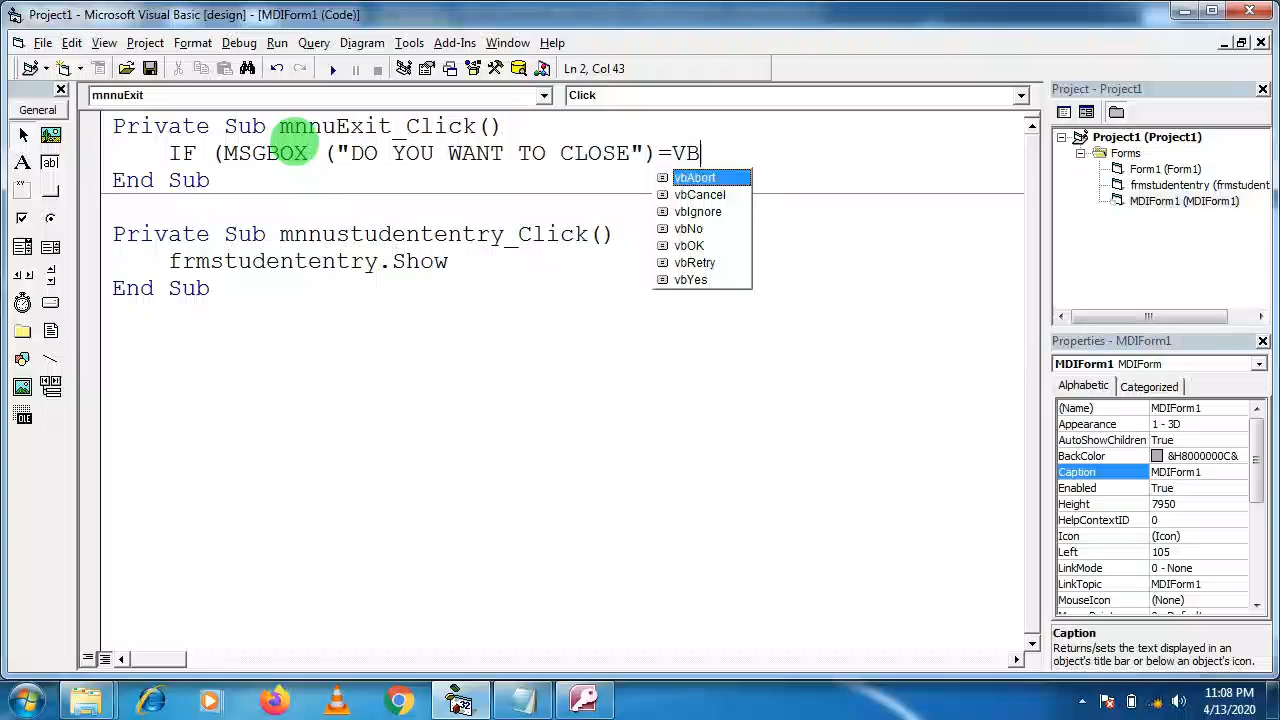 Project1 - Microsoft Visual Basic [design] - [MDIForm1 (Code)]
File Edit View Project Format Debug Run Query Diagram Tools Add-Ins Window Help
Ln 2, Col 43
General
mnnuExit
Click
Private Sub mnnuExit_Click()
IF (MSGBOX ("DO YOU WANT TO CLOSE")=VB
End Sub
vbAbort
vbCancel
vbIgnore
vbNo
vbOK
vbRetry
vbYes
Private Sub mnnustudententry_Click()
frmstudententry.Show
End Sub
Project - Project1
Project1 (Project1)
Forms
Form1 (Form1)
frmstudententry (frmstudent
MDIForm1 (MDIForm1)
Properties - MDIForm1
MDIForm1 MDIForm
Alphabetic Categorized
(Name) MDIForm1
Appearance 1 - 3D
AutoShowChildren True
BackColor &H8000000C&
Caption MDIForm1
Enabled True
Height 7950
HelpContextID 0
Icon (Icon)
Left 105
LinkMode 0 - None
LinkTopic MDIForm1
MouseIcon (None)
Caption
Returns/sets the text displayed in an
object's title bar or below an object's icon.
11:08 PM
4/13/2020